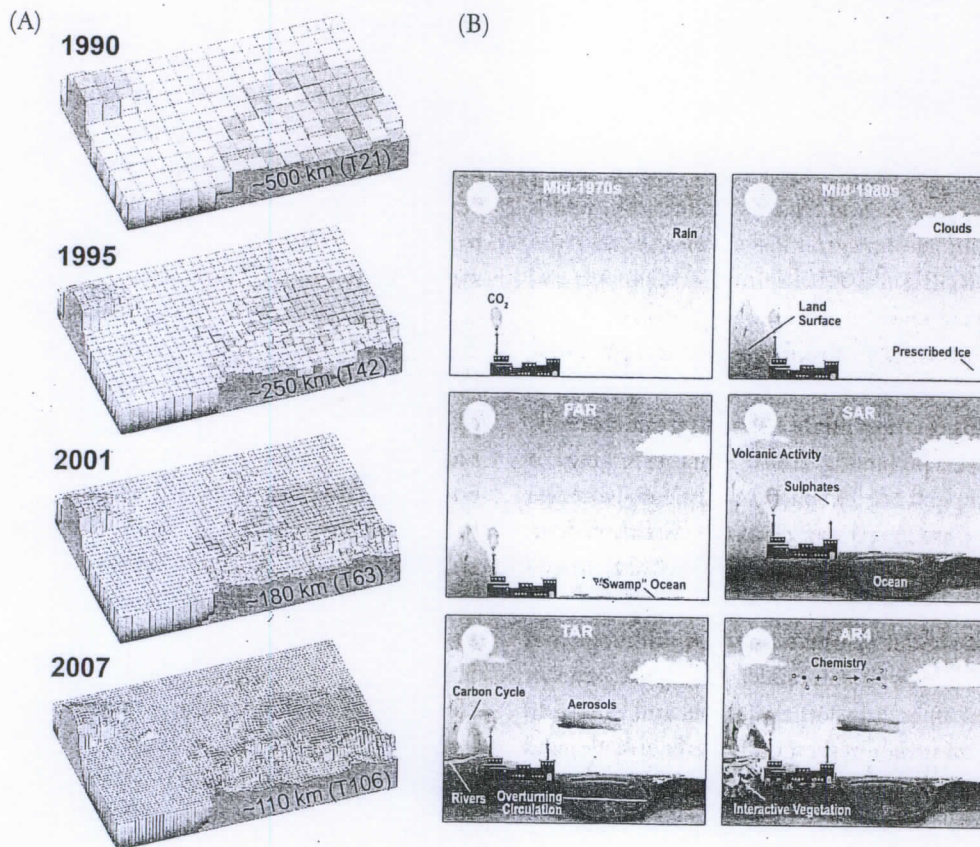 (A)
1990
~500 km (T21)
1995
~250 km (T42)
2001
~180 km (T63)
2007
~110 km (T106)
(B)
Mid-1970s
Rain
CO₂
Mid-1980s
Clouds
Land
Surface
Prescribed Ice
FAR
"Swamp" Ocean
SAR
Volcanic Activity
Sulphates
Ocean
TAR
Carbon Cycle
Aerosols
Rivers
Overturning
Circulation
AR4
Chemistry
Interactive Vegetation